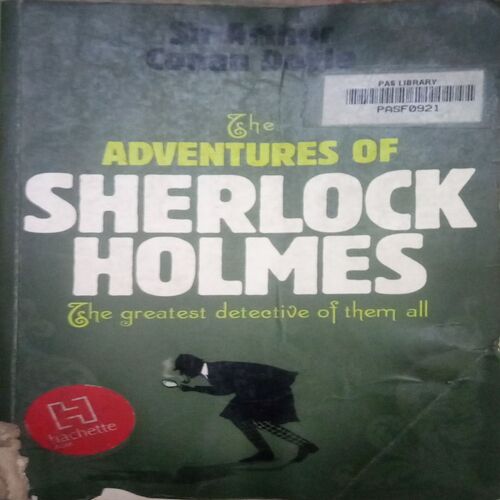 Sir Arthur
Conan Doyle
PAS LIBRARY
PASF0921
The
ADVENTURES OF
SHERLOCK
HOLMES
The greatest detective of them all
hachette